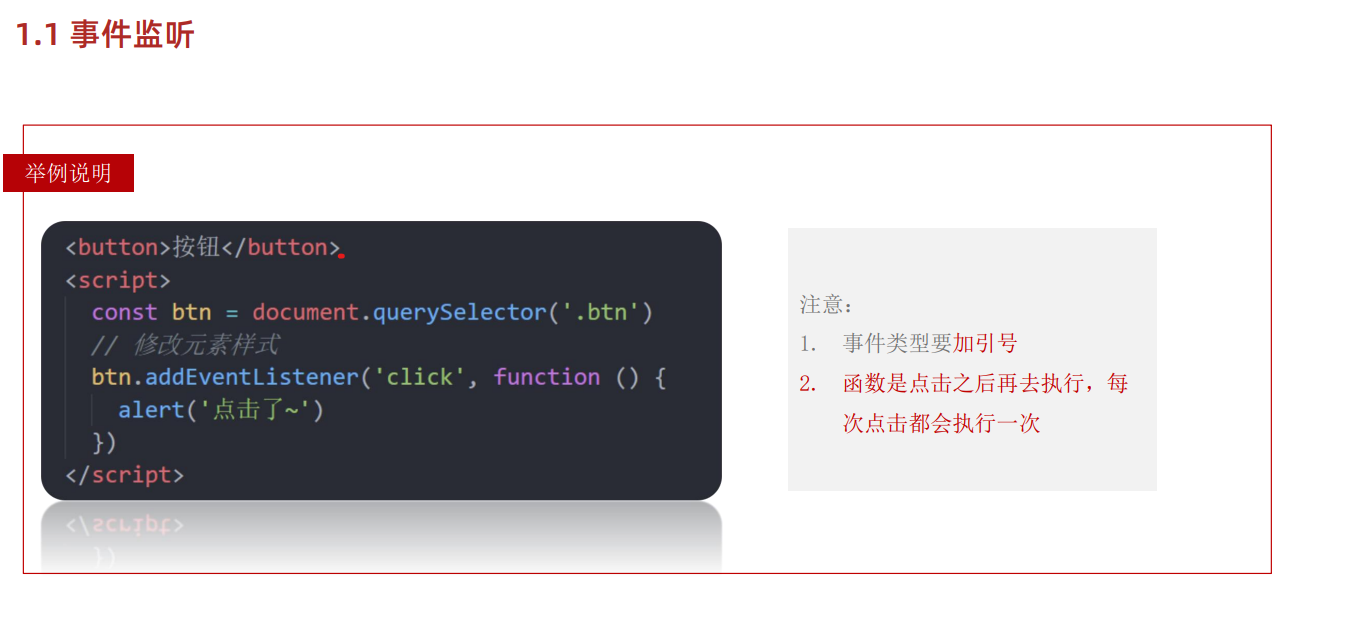 1.1 事件监听
举例说明
<button>按钮</button>
<script>
const btn = document.querySelector('.btn')
// 修改元素样式
btn.addEventListener('click', function () {
alert('点击了~')
})
</script>
注意：
1. 事件类型要加引号
2. 函数是点击之后再去执行，每
次点击都会执行一次